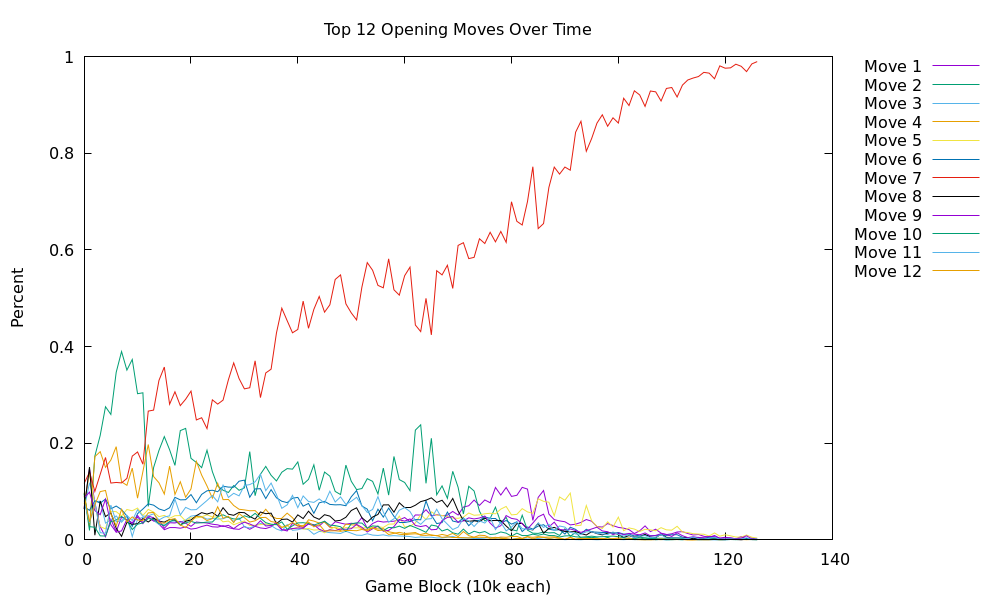 Top 12 Opening Moves Over Time
1
0.8
0.6
0.4
0.2
0
Percent
0
20
40
60
80
100
120
140
Game Block (10k each)
Move 1
Move 2
Move 3
Move 4
Move 5
Move 6
Move 7
Move 8
Move 9
Move 10
Move 11
Move 12